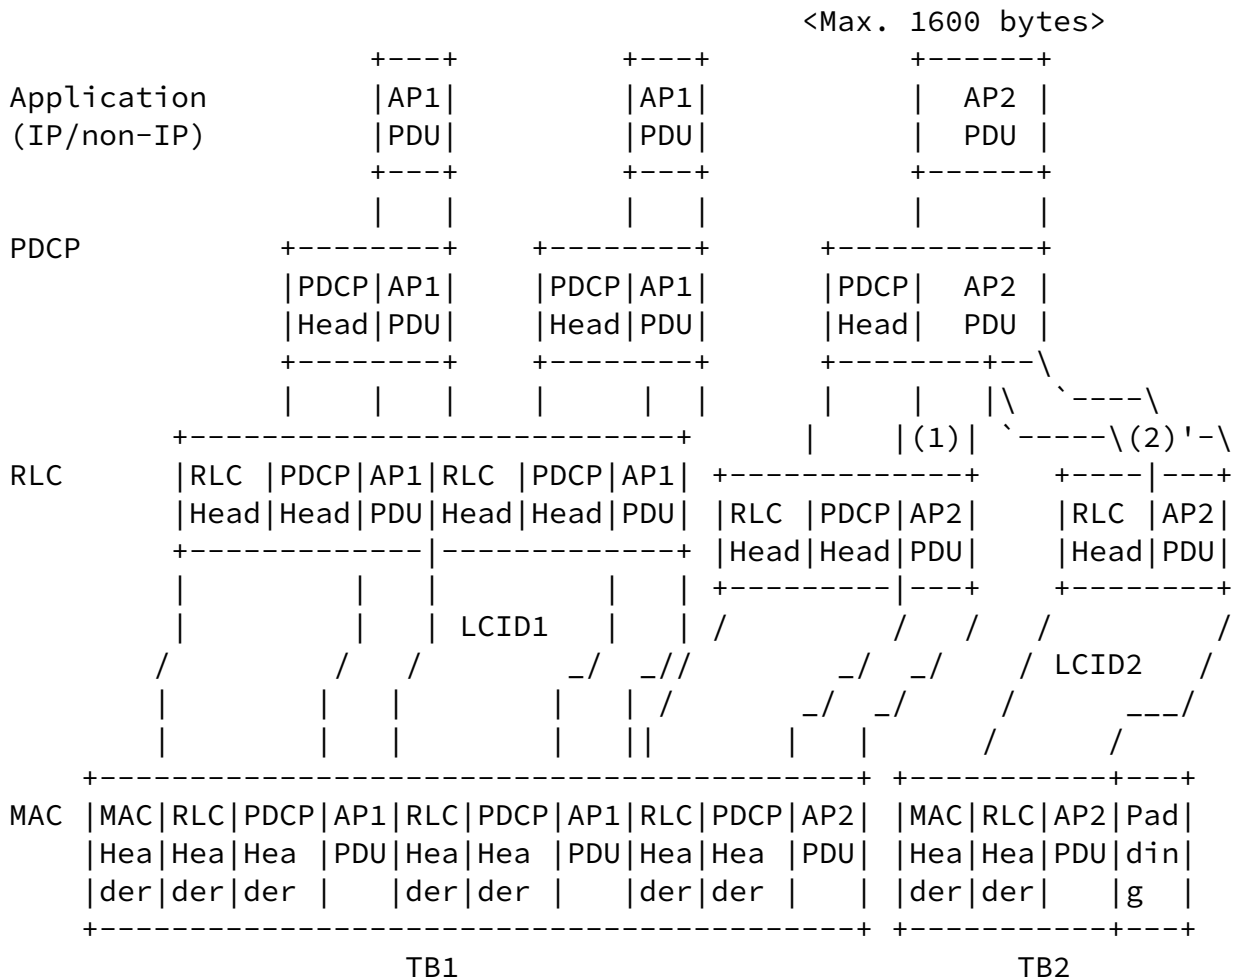 <Max. 1600 bytes>
                    +---+         +---+           +------+
Application         |AP1|         |AP1|           |  AP2 |
(IP/non-IP)         |PDU|         |PDU|           |  PDU |
                    +---+         +---+           +------+
                    |   |         |   |           |      |
PDCP           +--------+    +--------+      +-----------+
               |PDCP|AP1|    |PDCP|AP1|      |PDCP|  AP2 |
               |Head|PDU|    |Head|PDU|      |Head|  PDU |
               +--------+    +--------+      +--------+--\
               |    |   |    |     |  |      |    |   |\  `----\
         +---------------------------+      |    |(1)| `-----\(2)'-\
RLC      |RLC |PDCP|AP1|RLC |PDCP|AP1| +-------------+    +----|---+
         |Head|Head|PDU|Head|Head|PDU| |RLC |PDCP|AP2|    |RLC |AP2|
         +-------------|-------------+ |Head|Head|PDU|    |Head|PDU|
         |         |   |         |   | +---------|---+    +--------+
         |         |   | LCID1   |   | /         /   /   /         /
        /         /   /        _/  _//        _/  _/    / LCID2   /
        |        |   |        |   | /       _/  _/     /      ___/
        |        |   |        |   ||       |   |      /      /
    +------------------------------------------+ +-----------+---+
MAC |MAC|RLC|PDCP|AP1|RLC|PDCP|AP1|RLC|PDCP|AP2| |MAC|RLC|AP2|Pad|
    |Hea|Hea|Hea |PDU|Hea|Hea |PDU|Hea|Hea |PDU| |Hea|Hea|PDU|din|
    |der|der|der |   |der|der |   |der|der |   | |der|der|   |g  |
    +------------------------------------------+ +-----------+---+
                      TB1                               TB2